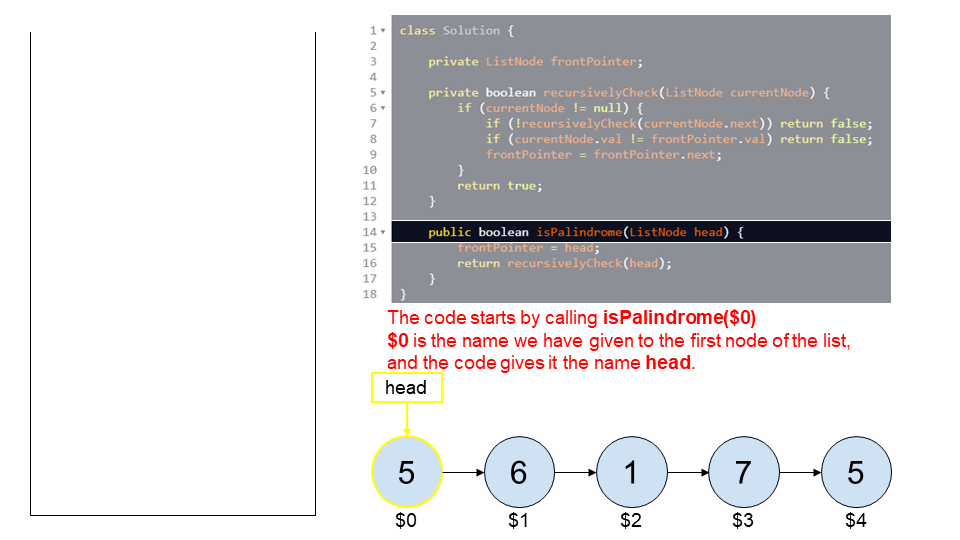 1 class Solution {
2
3 private ListNode frontPointer;
4
5 private boolean recursivelyCheck(ListNode currentNode) {
6 if (currentNode != null) {
7 if (!recursivelyCheck(currentNode.next)) return false;
8 if (currentNode.val != frontPointer.val) return false;
9 frontPointer = frontPointer.next;
10 }
11 return true;
12 }
13
14 public boolean isPalindrome(ListNode head) {
15 frontPointer = head;
16 return recursivelyCheck(head);
17 }
18 }
The code starts by calling isPalindrome($0)
$0 is the name we have given to the first node of the list,
and the code gives it the name head.
head
5 6 1 7 5
$0 $1 $2 $3 $4